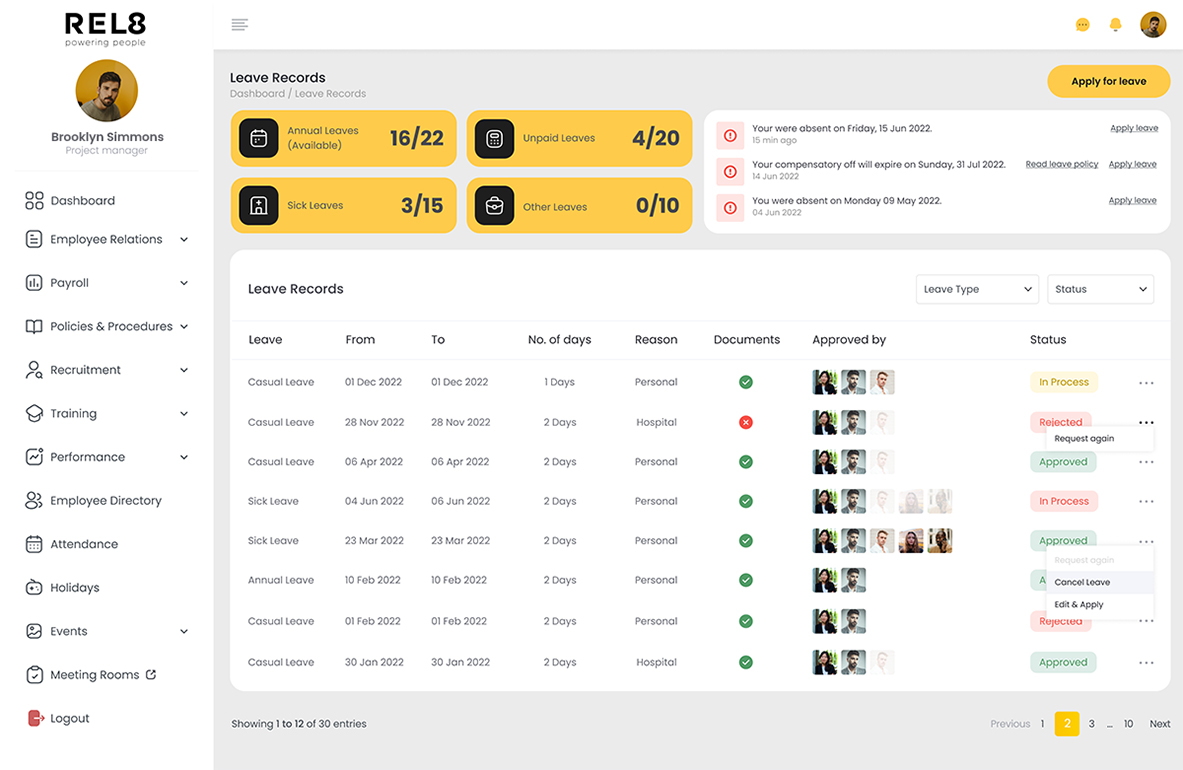 REL8
powering people
Brooklyn Simmons
Project manager
Dashboard
Employee Relations
Payroll
Policies & Procedures
Recruitment
Training
Performance
Employee Directory
Attendance
Holidays
Events
Meeting Rooms
Logout
Leave Records
Dashboard / Leave Records
Apply for leave
Annual Leaves
(Available)
16/22
Unpaid Leaves
4/20
Sick Leaves
3/15
Other Leaves
0/10
Your were absent on Friday, 15 Jun 2022. Apply leave
15 min ago
Your compensatory off will expire on Sunday, 31 Jul 2022. Read leave policy Apply leave
14 Jun 2022
You were absent on Monday 09 May 2022. Apply leave
04 Jun 2022
Leave Records
Leave Type
Status
Leave From To No. of days Reason Documents Approved by Status
Casual Leave 01 Dec 2022 01 Dec 2022 1 Days Personal In Process
Casual Leave 28 Nov 2022 28 Nov 2022 2 Days Hospital Rejected
Request again
Casual Leave 06 Apr 2022 06 Apr 2022 2 Days Personal Approved
Sick Leave 04 Jun 2022 06 Jun 2022 2 Days Personal In Process
Sick Leave 23 Mar 2022 23 Mar 2022 2 Days Personal Approved
Request again
Annual Leave 10 Feb 2022 10 Feb 2022 2 Days Personal A
Cancel Leave
Edit & Apply
Casual Leave 01 Feb 2022 01 Feb 2022 2 Days Personal Rejected
Casual Leave 30 Jan 2022 30 Jan 2022 2 Days Hospital Approved
Showing 1 to 12 of 30 entries
Previous 1 2 3 ... 10 Next